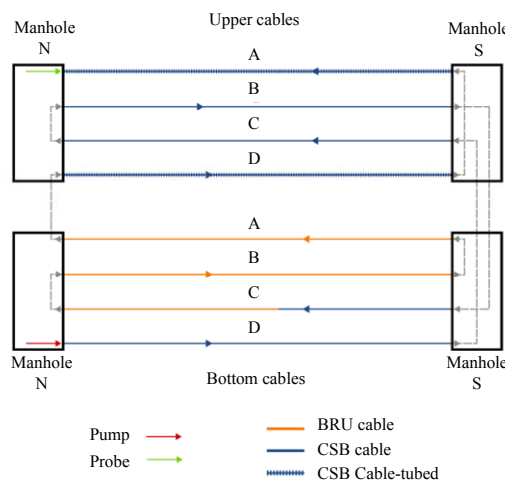 Upper cables
Manhole
N
Manhole
S
A
B
C
D
A
B
C
D
Manhole
N
Manhole
S
Bottom cables
Pump
Probe
BRU cable
CSB cable
CSB Cable-tubed